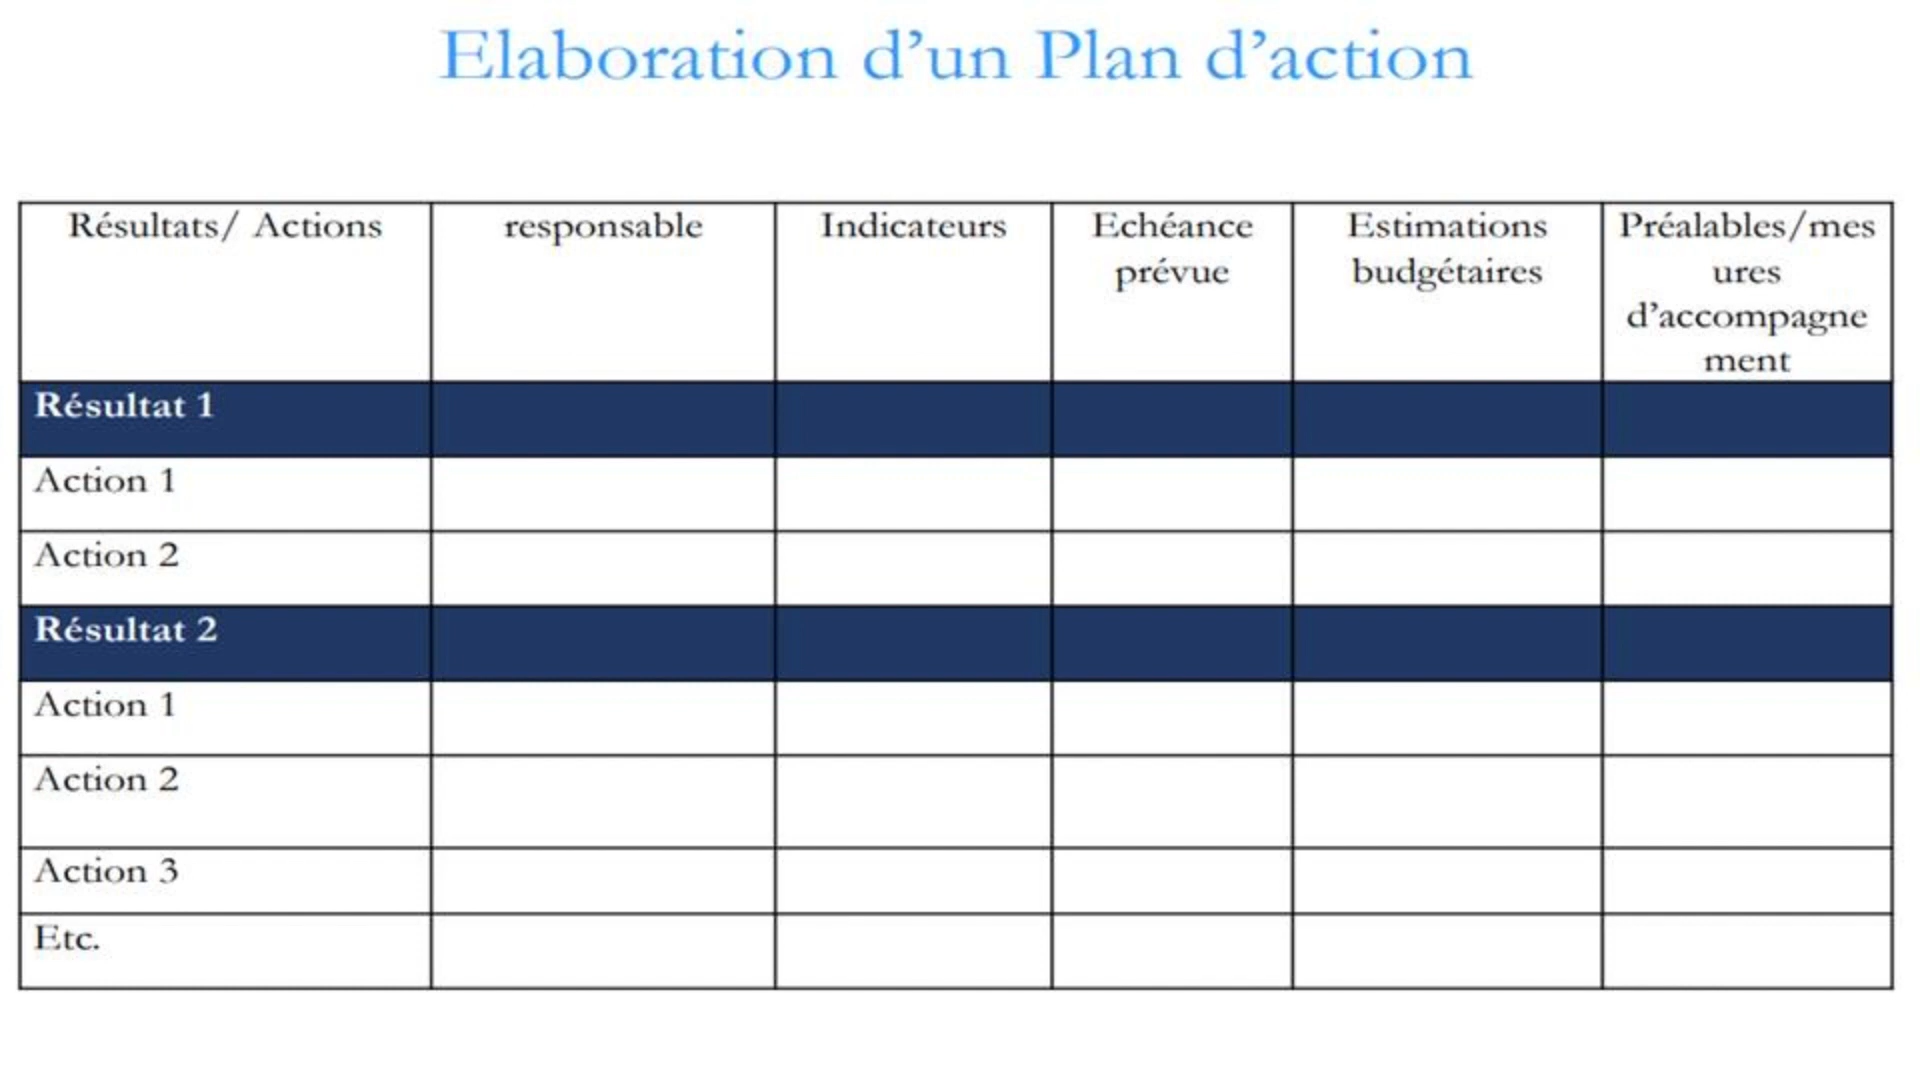 Elaboration d’un Plan d’action
Résultats/ Actions
responsable
Indicateurs
Echéance
prévue
Estimations
budgétaires
Préalables/mes
ures
d’accompagne
ment
Résultat 1
Action 1
Action 2
Résultat 2
Action 1
Action 2
Action 3
Etc.